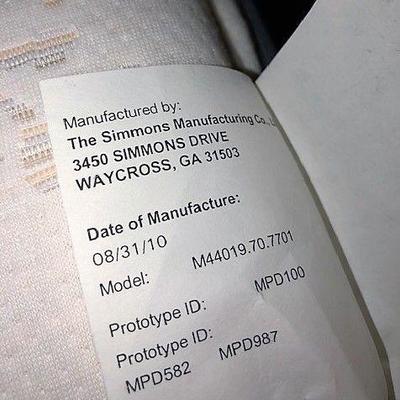 Manufactured by:
The Simmons Manufacturing Co.,
3450 SIMMONS DRIVE
WAYCROSS, GA 31503
Date of Manufacture:
08/31/10
Model: M44019.70.7701
Prototype ID: MPD100
Prototype ID:
MPD582 MPD987